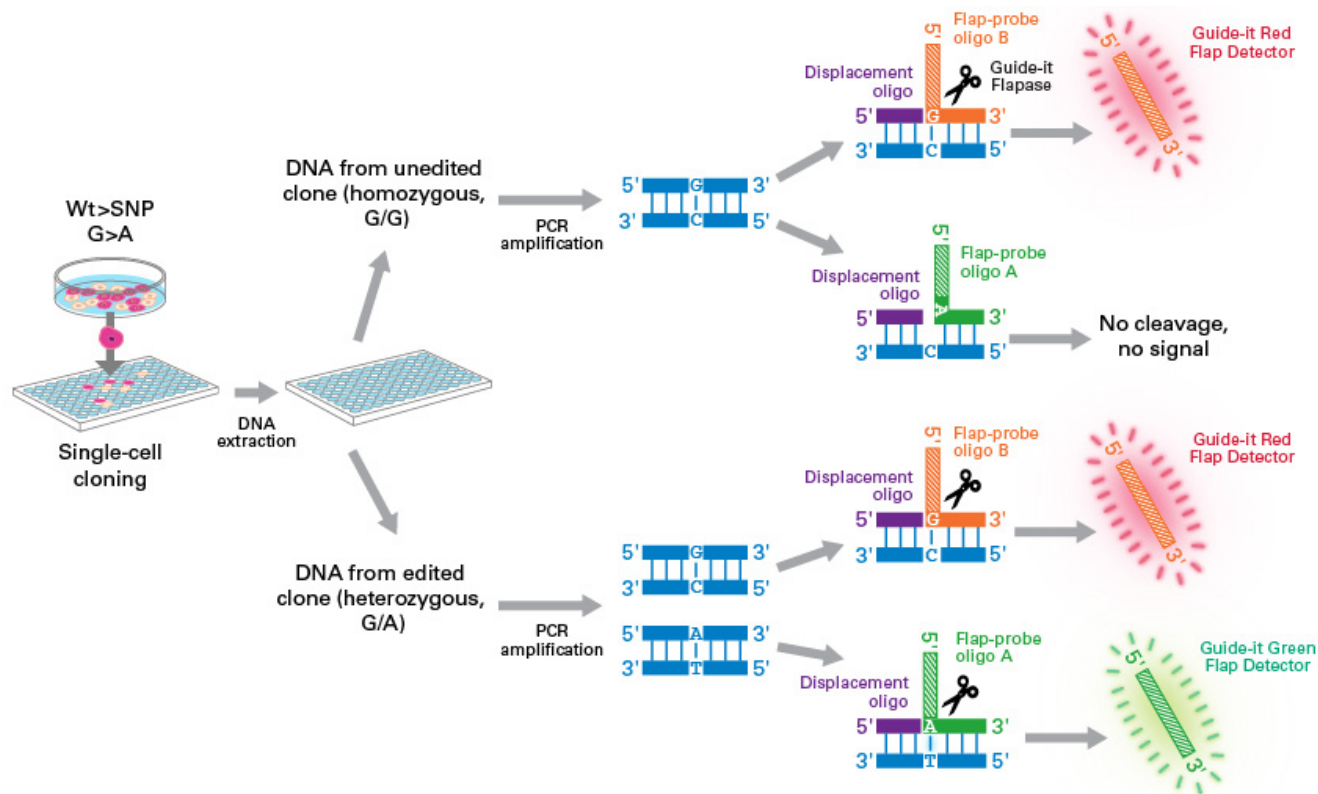 Wt>SNP
G>A
Single-cell
cloning
DNA
extraction
DNA from unedited
clone (homozygous,
G/G)
PCR
amplification
5' G 3'
3' C 5'
Displacement
oligo
5'
Flap-probe
oligo B
Guide-it
Flapase
5' G 3'
3' C 5'
Guide-it Red
Flap Detector
5'
3'
Displacement
oligo
5'
Flap-probe
oligo A
A
5' 3'
3' C 5'
No cleavage,
no signal
DNA from edited
clone (heterozygous,
G/A)
PCR
amplification
5' G 3'
3' C 5'
5' A 3'
3' T 5'
Displacement
oligo
5'
Flap-probe
oligo B
5' G 3'
3' C 5'
Guide-it Red
Flap Detector
5'
3'
Displacement
oligo
5'
Flap-probe
oligo A
5' A 3'
3' T 5'
Guide-it Green
Flap Detector
5'
3'